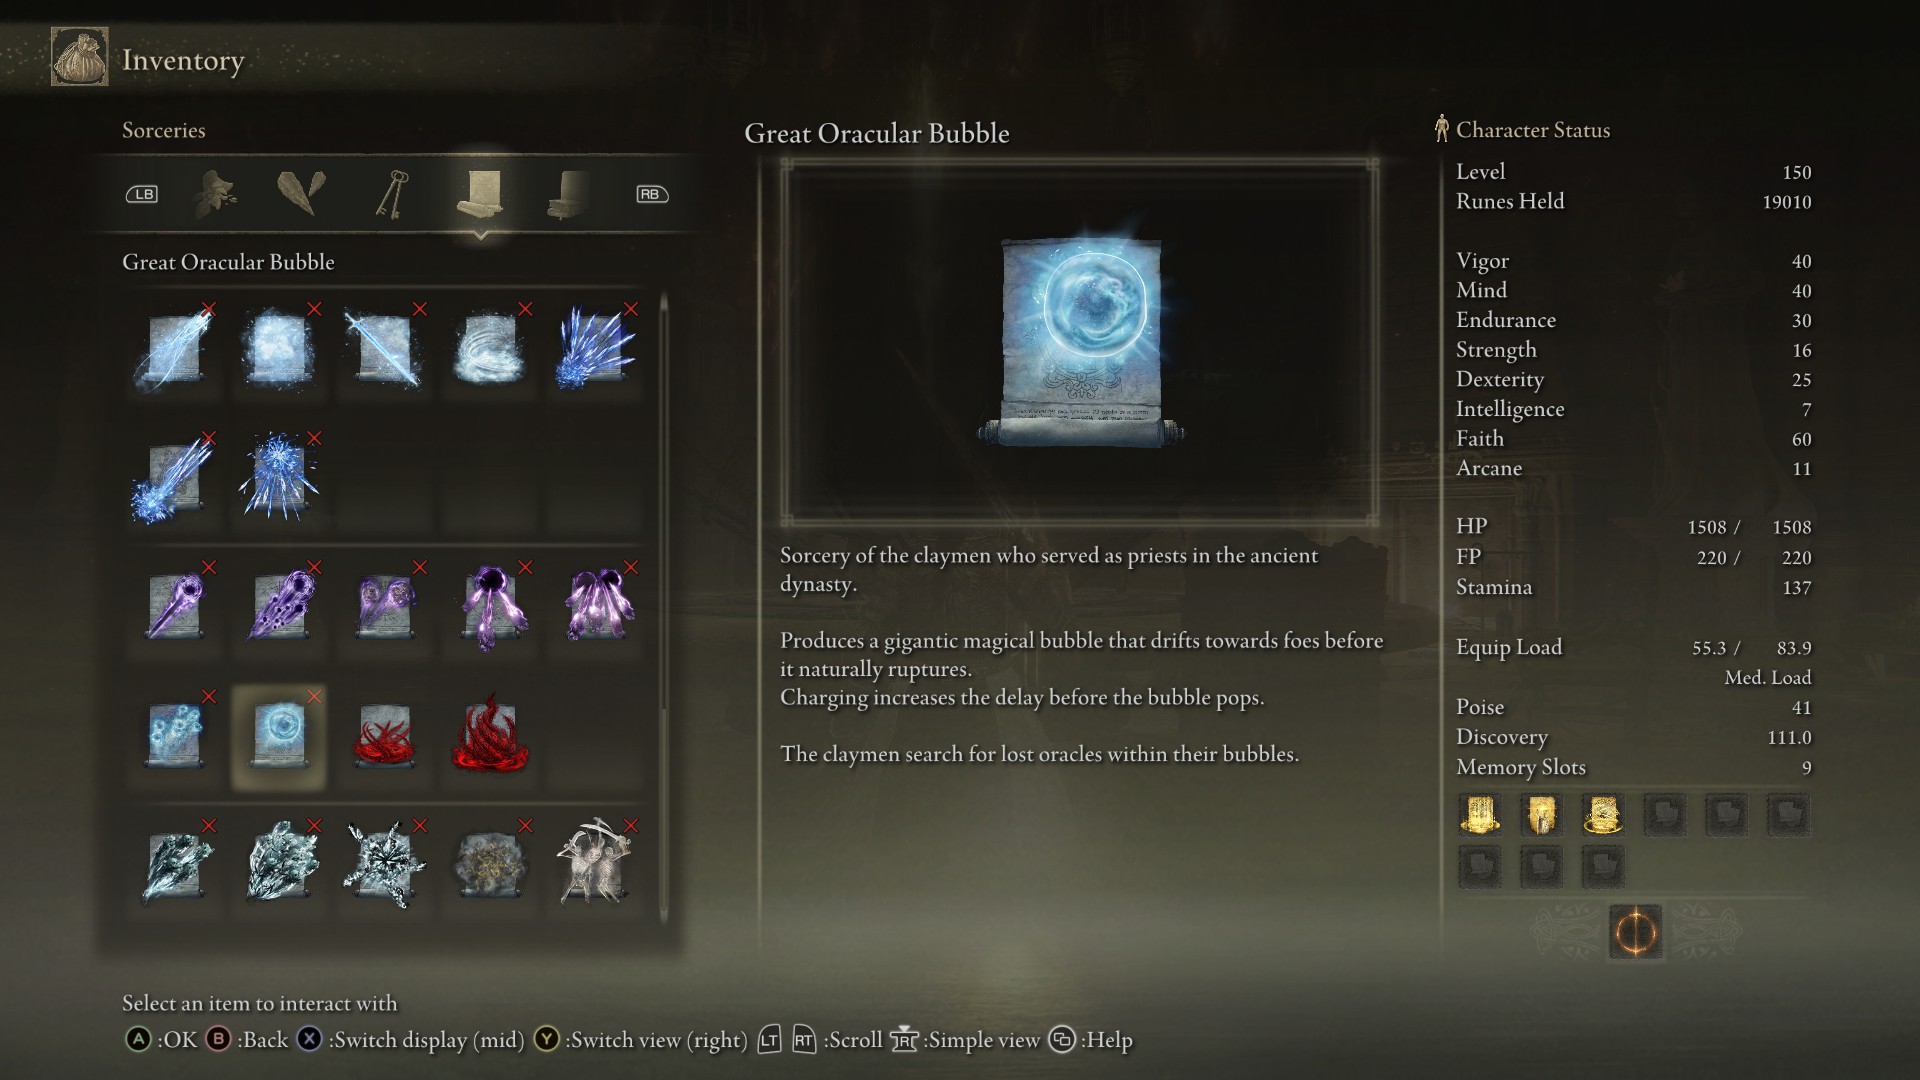 Inventory
Sorceries
LB
RB
Great Oracular Bubble
Great Oracular Bubble
Sorcery of the claymen who served as priests in the ancient
dynasty.
Produces a gigantic magical bubble that drifts towards foes before
it naturally ruptures.
Charging increases the delay before the bubble pops.
The claymen search for lost oracles within their bubbles.
Character Status
Level 150
Runes Held 19010
Vigor 40
Mind 40
Endurance 30
Strength 16
Dexterity 25
Intelligence 7
Faith 60
Arcane 11
HP 1508 / 1508
FP 220 / 220
Stamina 137
Equip Load 55.3 / 83.9
Med. Load
Poise 41
Discovery 111.0
Memory Slots 9
Select an item to interact with
A :OK B :Back X :Switch display (mid) Y :Switch view (right) LT RT :Scroll R :Simple view :Help